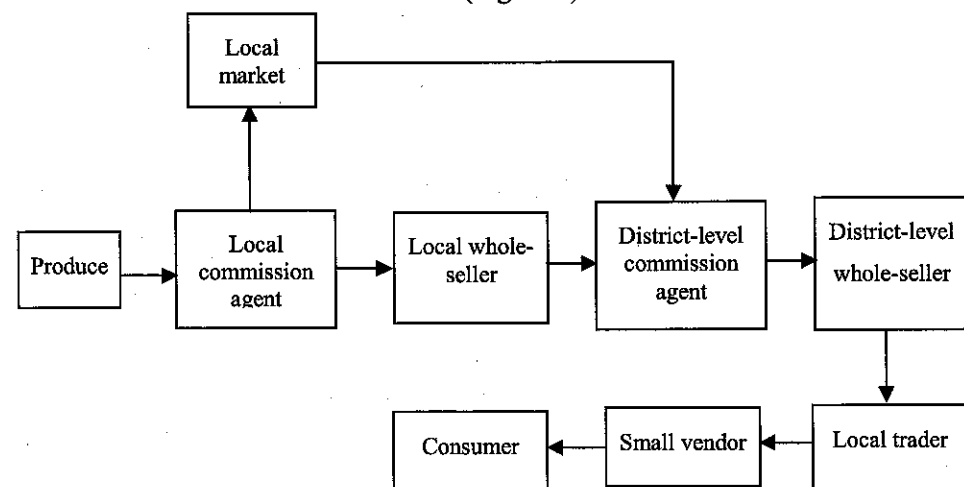 Local
market
Produce
Local
commission
agent
Local whole-
seller
District-level
commission
agent
District-level
whole-seller
Consumer
Small vendor
Local trader